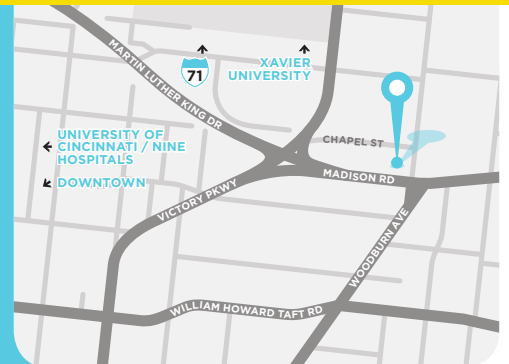 MARTIN LUTHER KING DR
71
XAVIER
UNIVERSITY
UNIVERSITY OF
CINCINNATI / NINE
HOSPITALS
DOWNTOWN
CHAPEL ST
MADISON RD
VICTORY PKWY
WOODBURN AVE
WILLIAM HOWARD TAFT RD